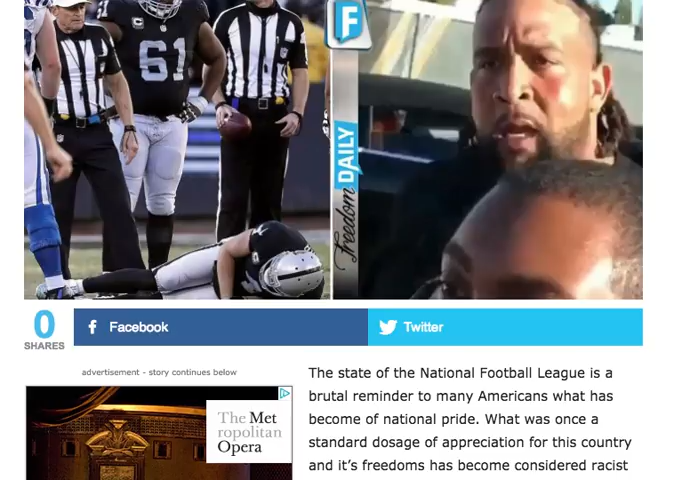 61
F
Freedom DAILY
0
SHARES
Facebook
Twitter
advertisement - story continues below
The Met
ropolitan
Opera
The state of the National Football League is a
brutal reminder to many Americans what has
become of national pride. What was once a
standard dosage of appreciation for this country
and it’s freedoms has become considered racist